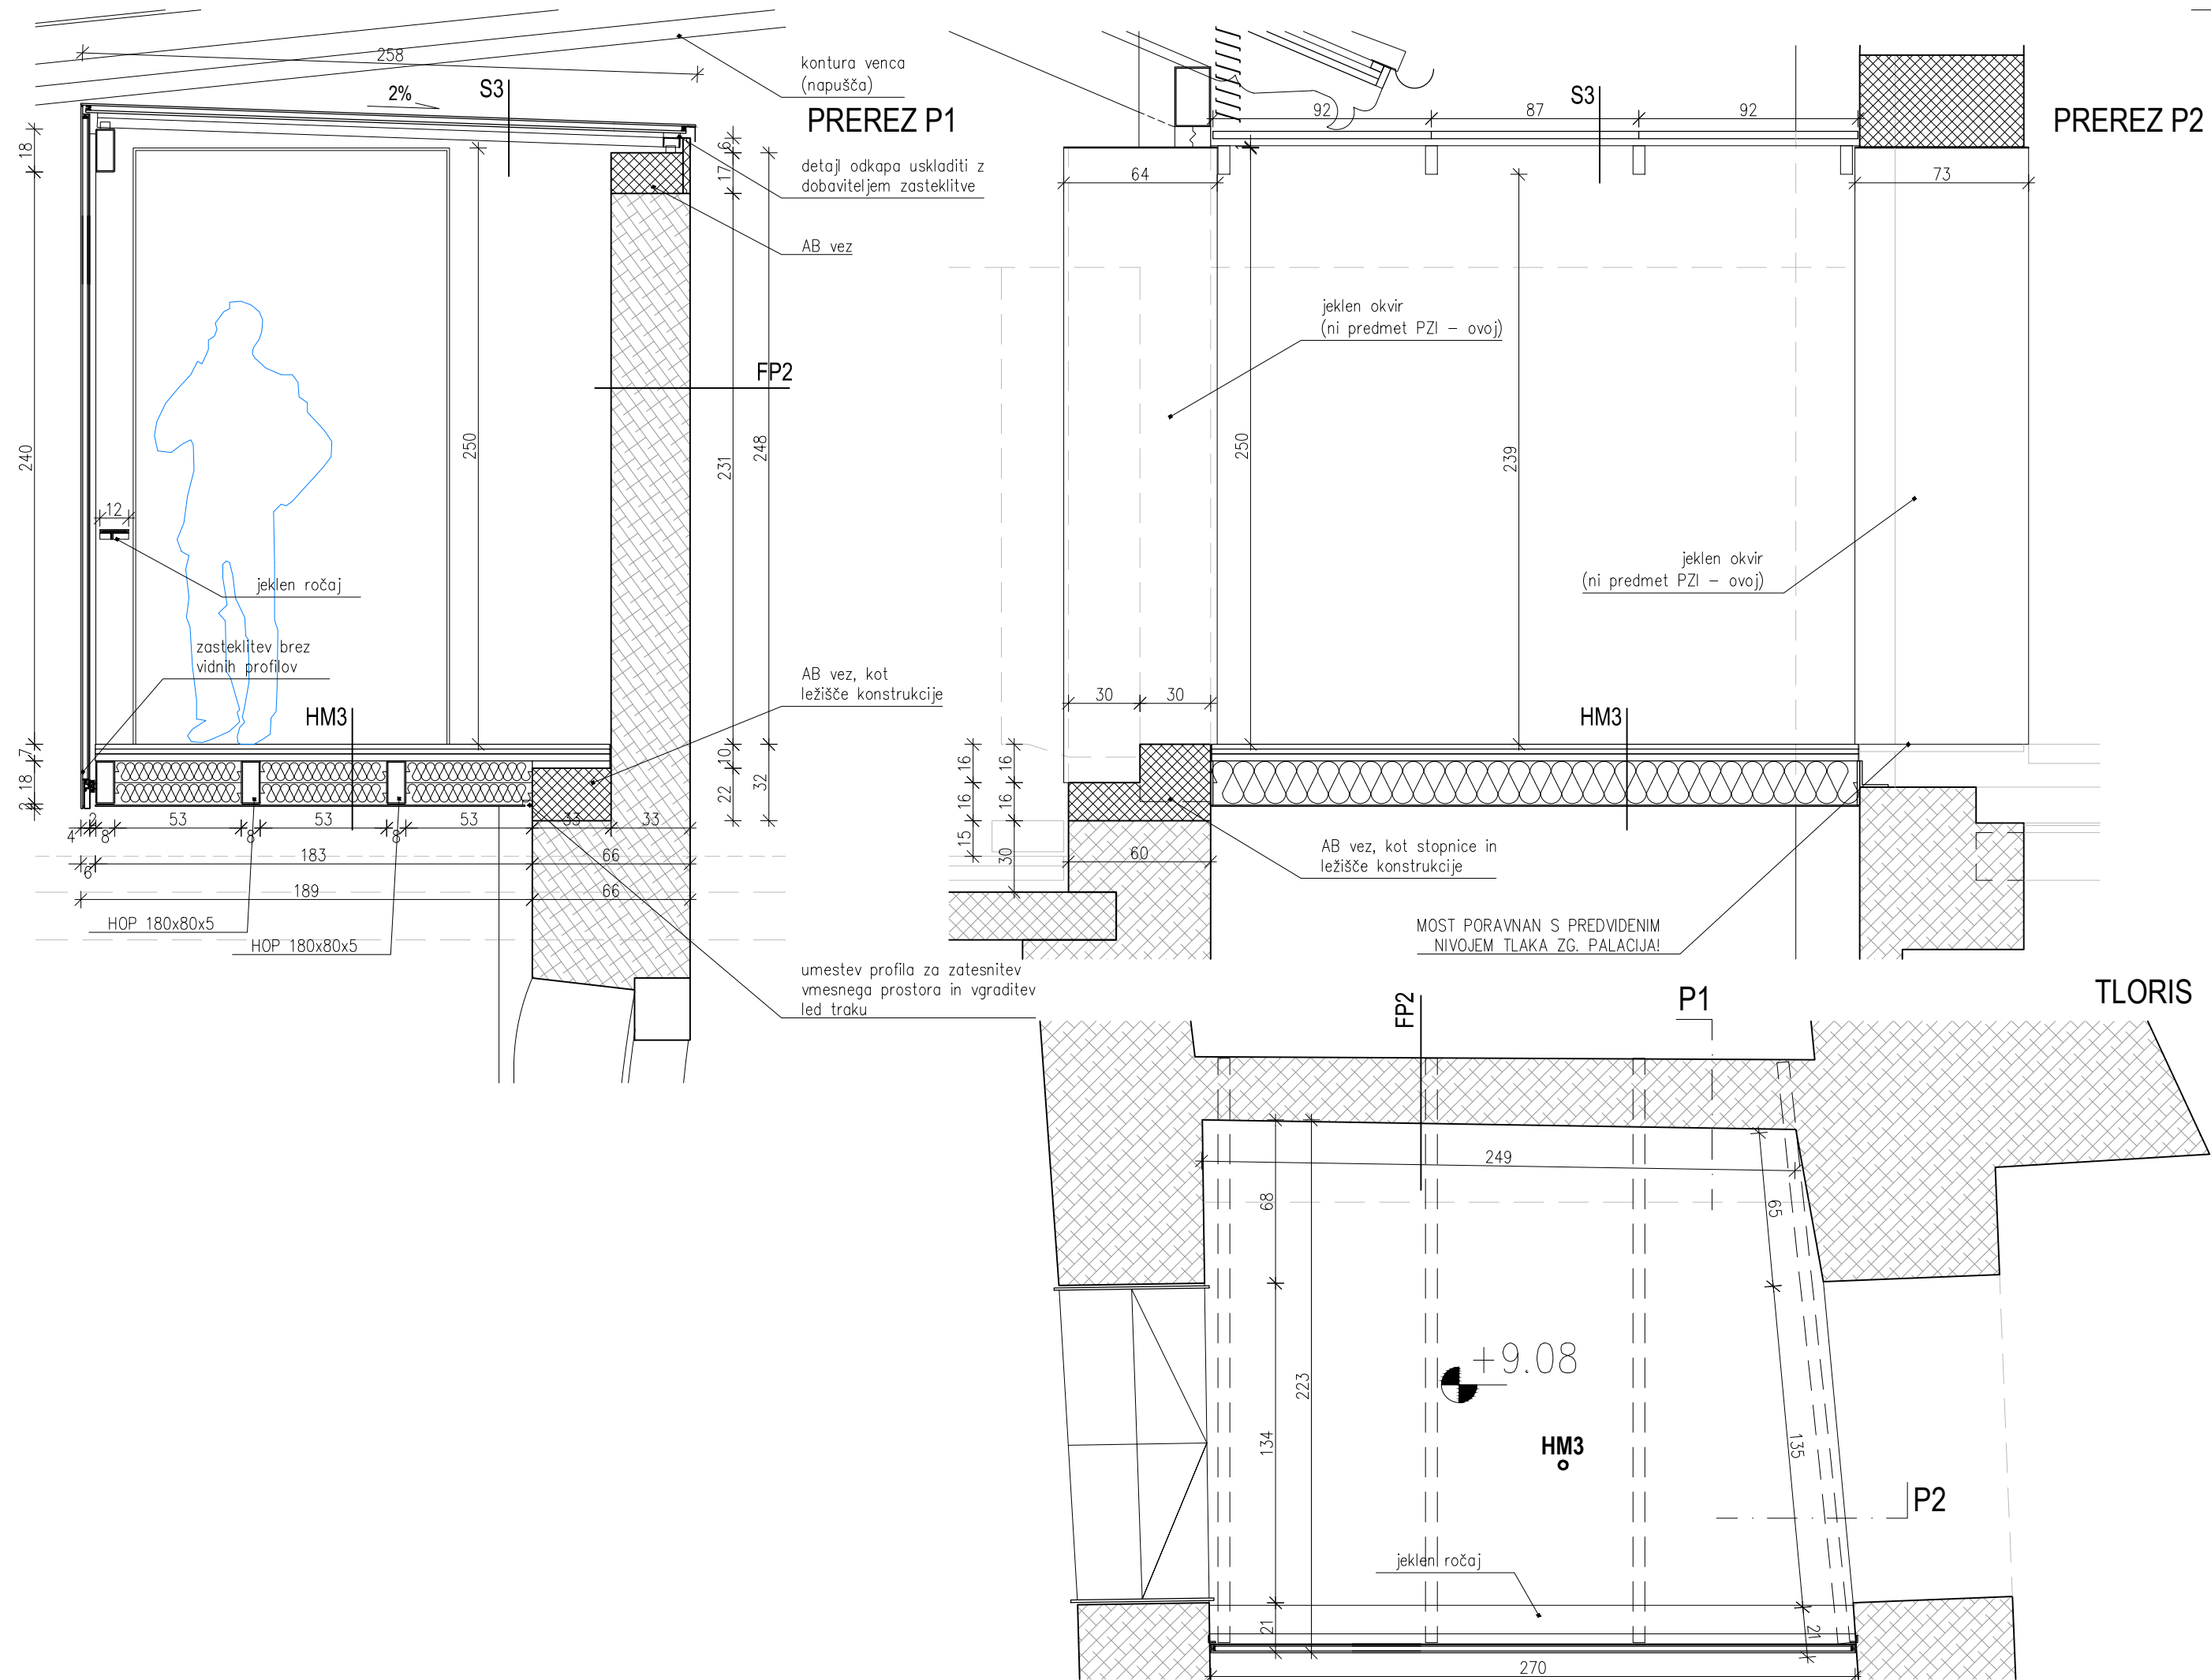 258
kontura venca
(napušča)
PREREZ P1
2%
S3
18
6
17
detajl odkapa uskladiti z
dobaviteljem zasteklitve
AB vez
FP2
240
250
231
248
12
jeklen ročaj
zasteklitev brez
vidnih profilov
AB vez, kot
ležišče konstrukcije
HM3
7
18
2
10
22
32
4
2
8
53
8
53
8
53
33
33
6
183
66
189
66
HOP 180x80x5
HOP 180x80x5
umestev profila za zatesnitev
vmesnega prostora in vgraditev
led traku
PREREZ P2
S3
92
87
92
64
73
jeklen okvir
(ni predmet PZI – ovoj)
250
239
jeklen okvir
(ni predmet PZI – ovoj)
30
30
HM3
16
16
16
16
15
30
60
AB vez, kot stopnice in
ležišče konstrukcije
MOST PORAVNAN S PREDVIDENIM
NIVOJEM TLAKA ZG. PALACIJA!
TLORIS
FP2
P1
249
68
65
223
+9.08
134
135
HM3
P2
jeklen ročaj
21
21
270